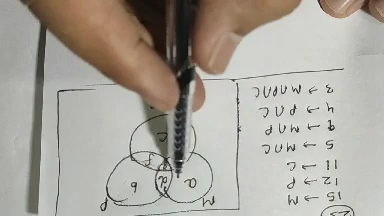 25
15 → M
12 → P
11 → C
5 → M∩C
9 → M∩P
4 → P∩C
3 → M∩P∩C
M
P
a
b
c